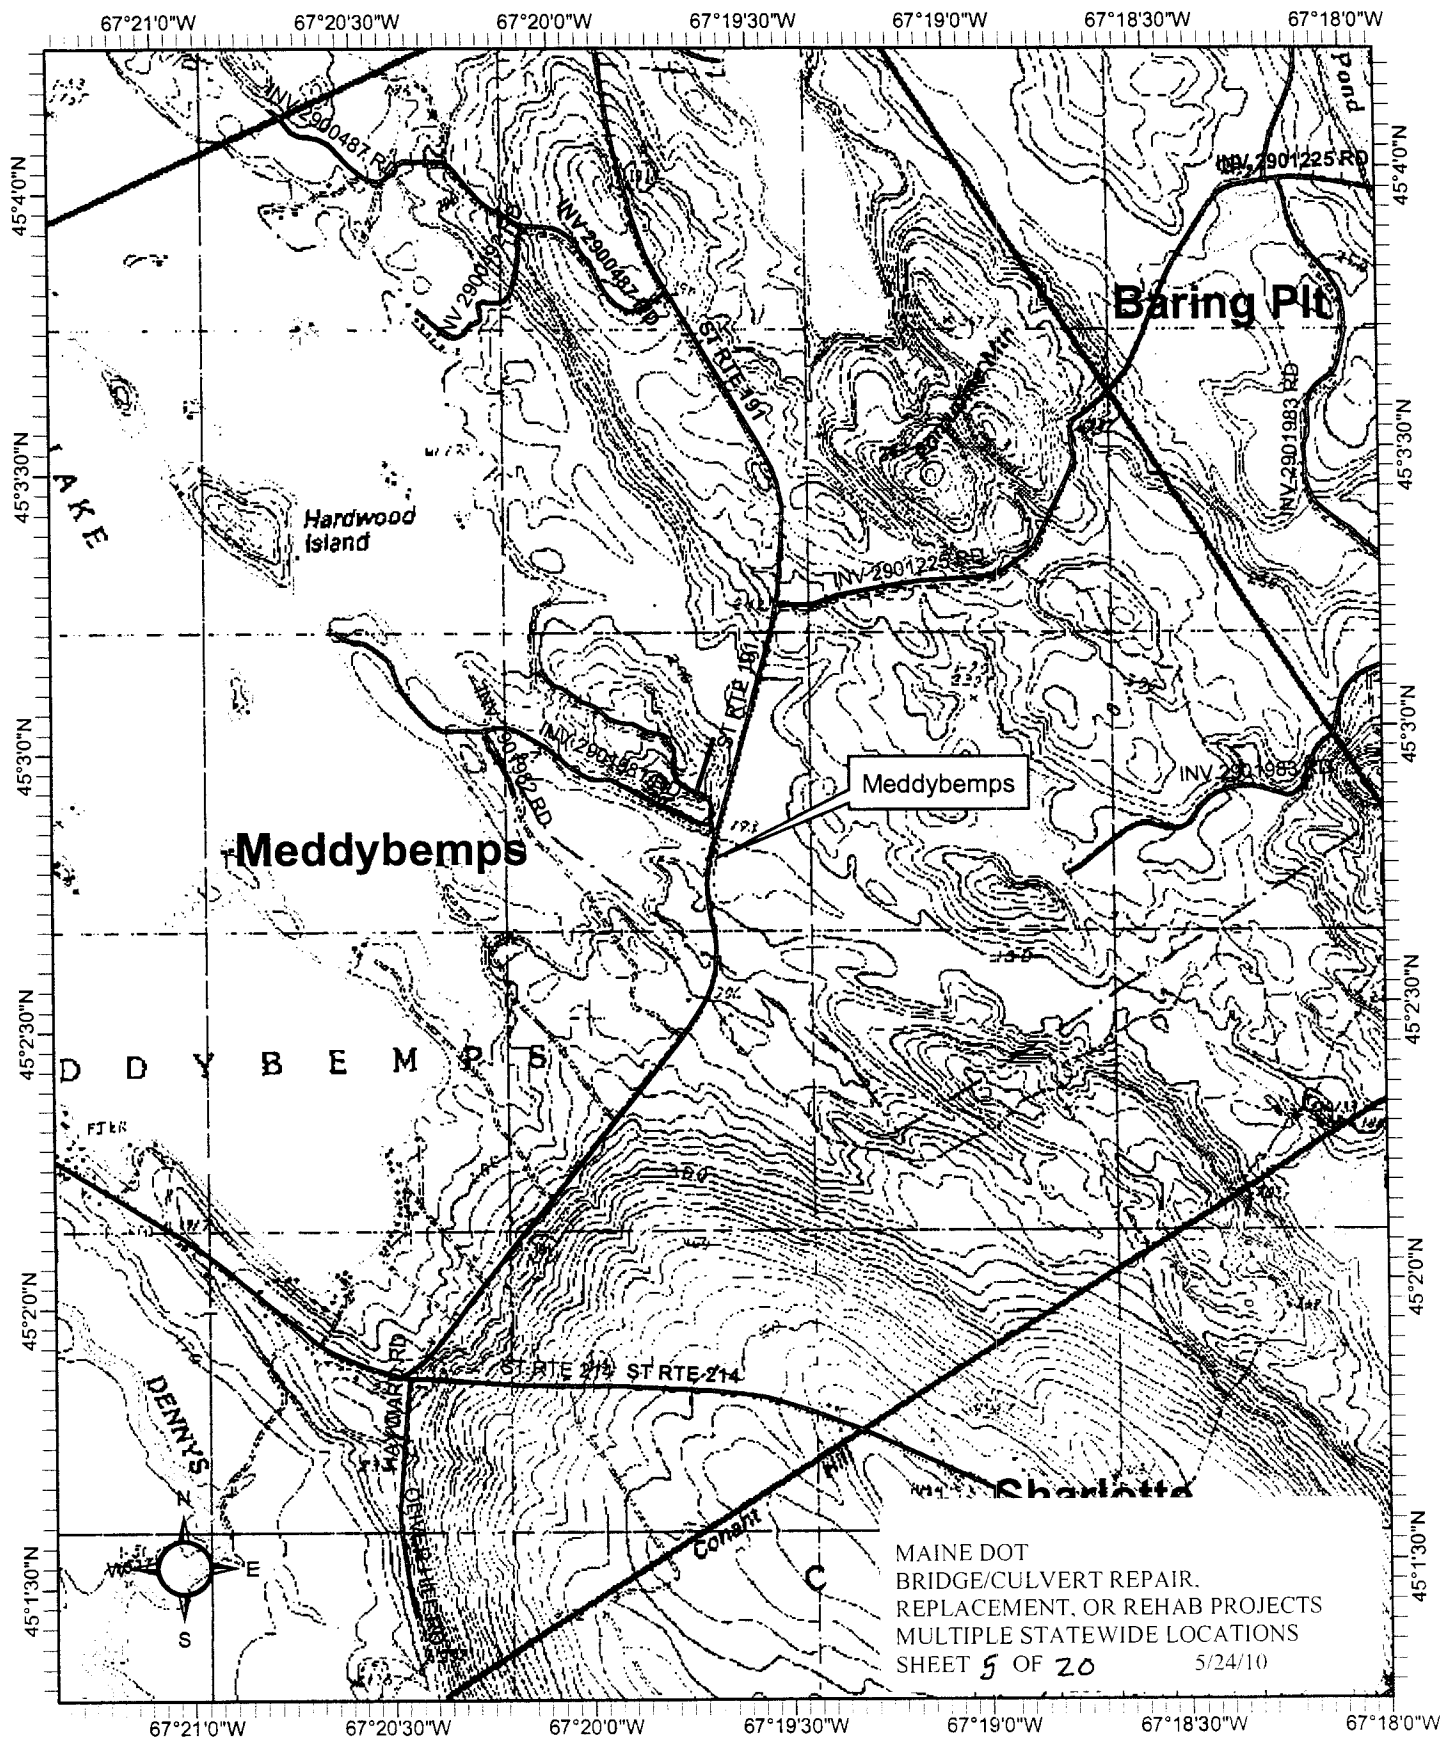 67°21'0"W 67°20'30"W 67°20'0"W 67°19'30"W 67°19'0"W 67°18'30"W 67°18'0"W
Pond
INV 2900487 RD
INV 2901225 RD
45°4'0"N
45°4'0"N
INV 2900487 RD
Baring Plt
ST RTE 191
INV 2901983 RD
45°3'30"N
45°3'30"N
AKE
Hardwood
Island
INV 2901225 RD
ST RTE 191
45°3'0"N
45°3'0"N
INV 2901983 RD
Meddybemps
193
Meddybemps
45°2'30"N
45°2'30"N
D D Y B E M P S
45°2'0"N
45°2'0"N
ST RTE 214 ST RTE 214
DENNYS
Hill
Conant
Charlotte
C
N
W E
S
45°1'30"N
45°1'30"N
MAINE DOT
BRIDGE/CULVERT REPAIR.
REPLACEMENT, OR REHAB PROJECTS
MULTIPLE STATEWIDE LOCATIONS
SHEET 5 OF 20 5/24/10
67°21'0"W 67°20'30"W 67°20'0"W 67°19'30"W 67°19'0"W 67°18'30"W 67°18'0"W